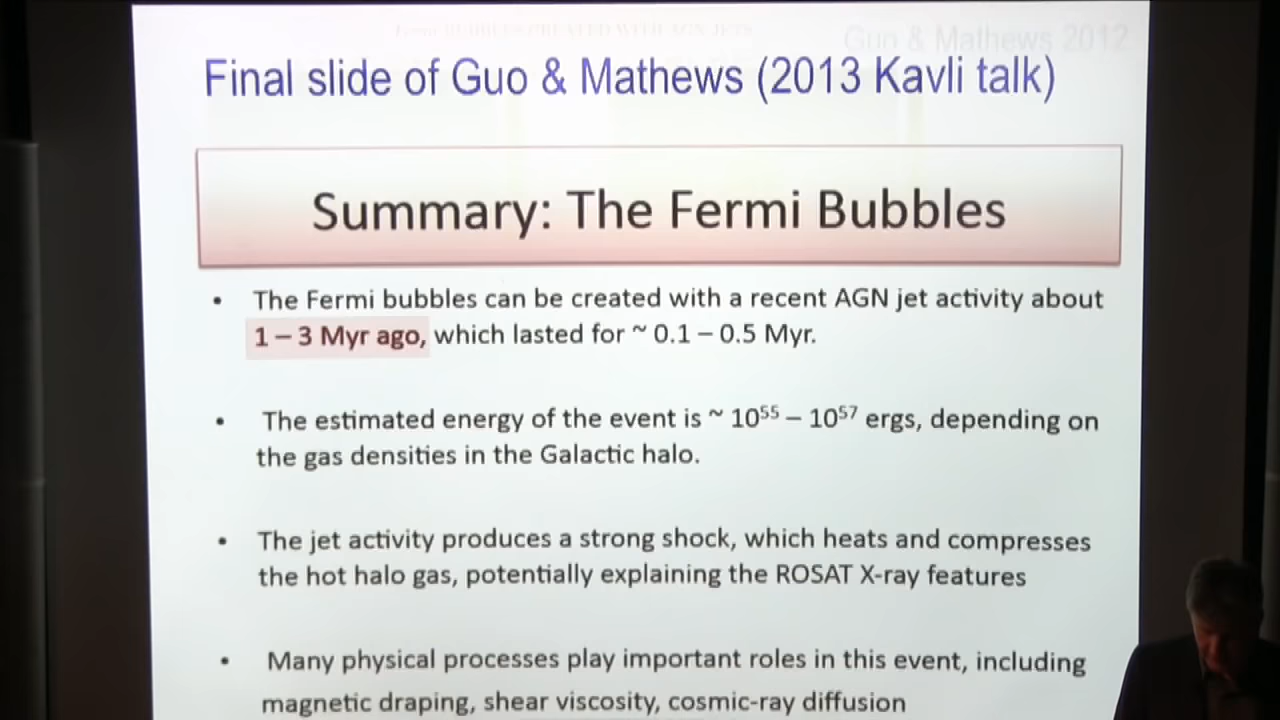 Guo & Mathews 2012
Final slide of Guo & Mathews (2013 Kavli talk)
Summary: The Fermi Bubbles
• The Fermi bubbles can be created with a recent AGN jet activity about
1 – 3 Myr ago, which lasted for ~ 0.1 – 0.5 Myr.
• The estimated energy of the event is ~ 10⁵⁵ – 10⁵⁷ ergs, depending on
the gas densities in the Galactic halo.
• The jet activity produces a strong shock, which heats and compresses
the hot halo gas, potentially explaining the ROSAT X-ray features
• Many physical processes play important roles in this event, including
magnetic draping, shear viscosity, cosmic-ray diffusion